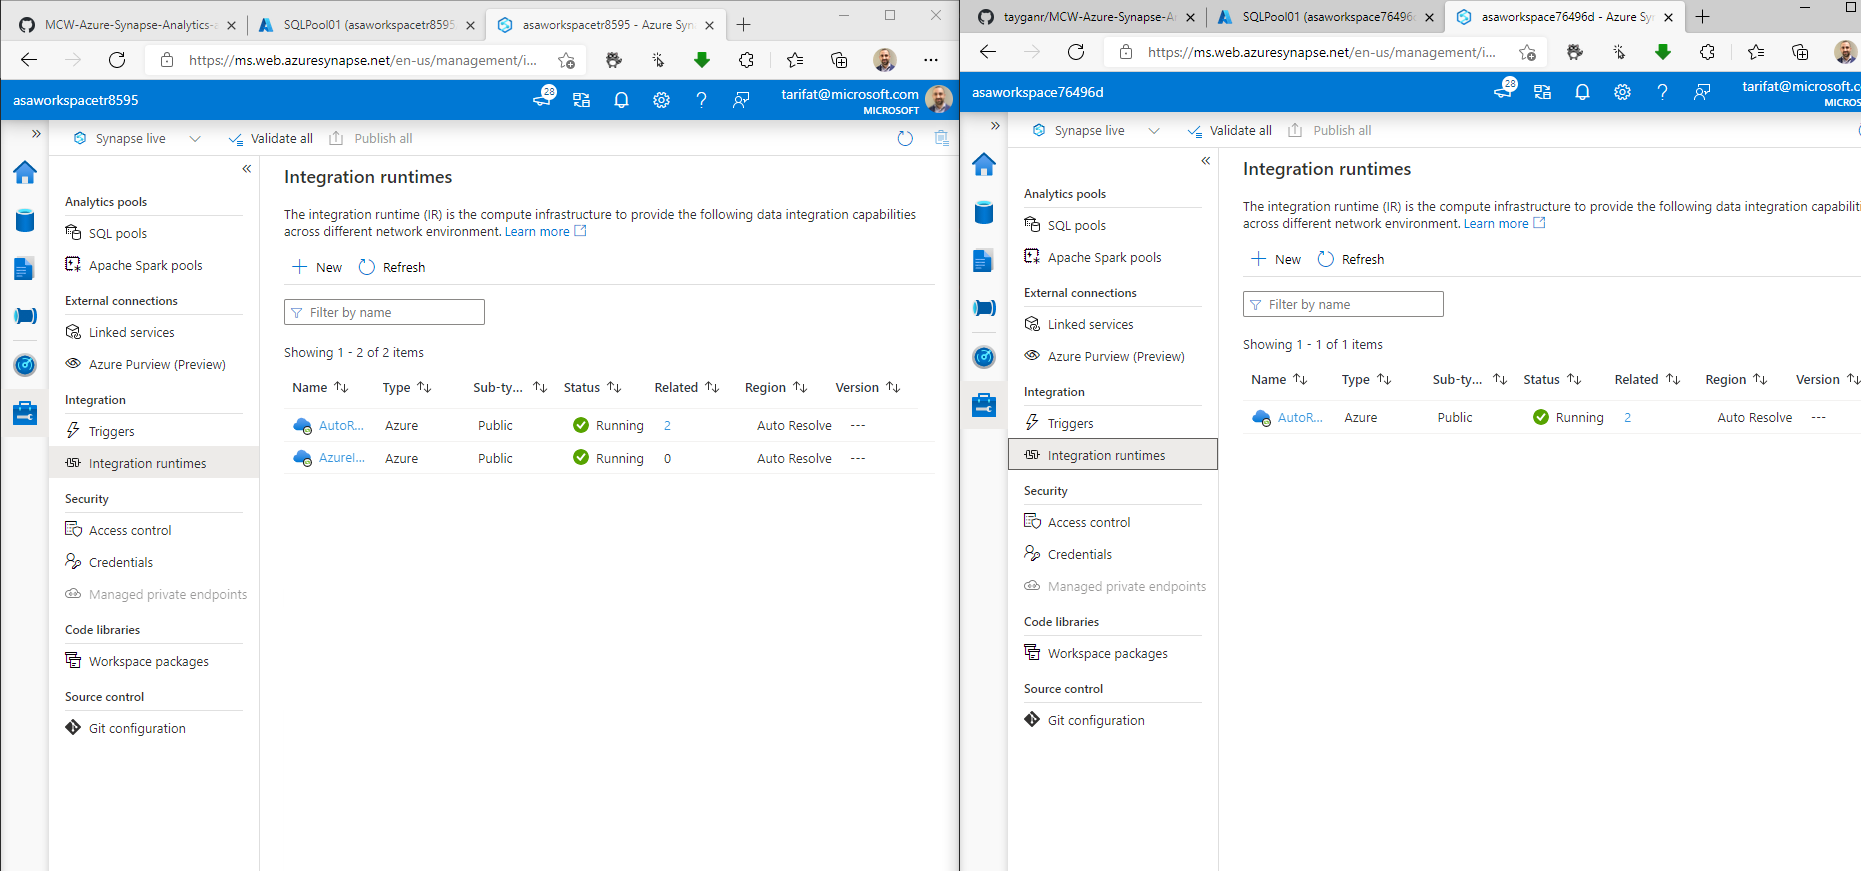 MCW-Azure-Synapse-Analytics-a
SQLPool01 (asaworkspacetr8595,
asaworkspacetr8595 - Azure Syna
https://ms.web.azuresynapse.net/en-us/management/i...
asaworkspacetr8595
28
tarifat@microsoft.com
MICROSOFT
Synapse live
Validate all
Publish all
Analytics pools
SQL pools
Apache Spark pools
External connections
Linked services
Azure Purview (Preview)
Integration
Triggers
Integration runtimes
Security
Access control
Credentials
Managed private endpoints
Code libraries
Workspace packages
Source control
Git configuration
Integration runtimes
The integration runtime (IR) is the compute infrastructure to provide the following data integration capabilities
across different network environment. Learn more
New Refresh
Filter by name
Showing 1 - 2 of 2 items
Name Type Sub-ty... Status Related Region Version
AutoR... Azure Public Running 2 Auto Resolve ---
AzureI... Azure Public Running 0 Auto Resolve ---
tayganr/MCW-Azure-Synapse-A
SQLPool01 (asaworkspace76496d
asaworkspace76496d - Azure Sy
https://ms.web.azuresynapse.net/en-us/management/i...
asaworkspace76496d
28
tarifat@microsoft.co
MICROS
Synapse live
Validate all
Publish all
Analytics pools
SQL pools
Apache Spark pools
External connections
Linked services
Azure Purview (Preview)
Integration
Triggers
Integration runtimes
Security
Access control
Credentials
Managed private endpoints
Code libraries
Workspace packages
Source control
Git configuration
Integration runtimes
The integration runtime (IR) is the compute infrastructure to provide the following data integration capabiliti
across different network environment. Learn more
New Refresh
Filter by name
Showing 1 - 1 of 1 items
Name Type Sub-ty... Status Related Region Version
AutoR... Azure Public Running 2 Auto Resolve ---